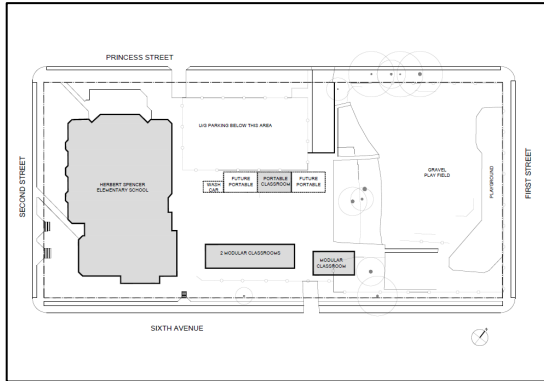 PRINCESS STREET
SECOND STREET
FIRST STREET
U/G PARKING BELOW THIS AREA
HERBERT SPENCER
ELEMENTARY SCHOOL
WASH
CAR.
FUTURE
PORTABLE
PORTABLE
CLASSROOM
FUTURE
PORTABLE
GRAVEL
PLAY FIELD
PLAYGROUND
2 MODULAR CLASSROOMS
MODULAR
CLASSROOM
SIXTH AVENUE